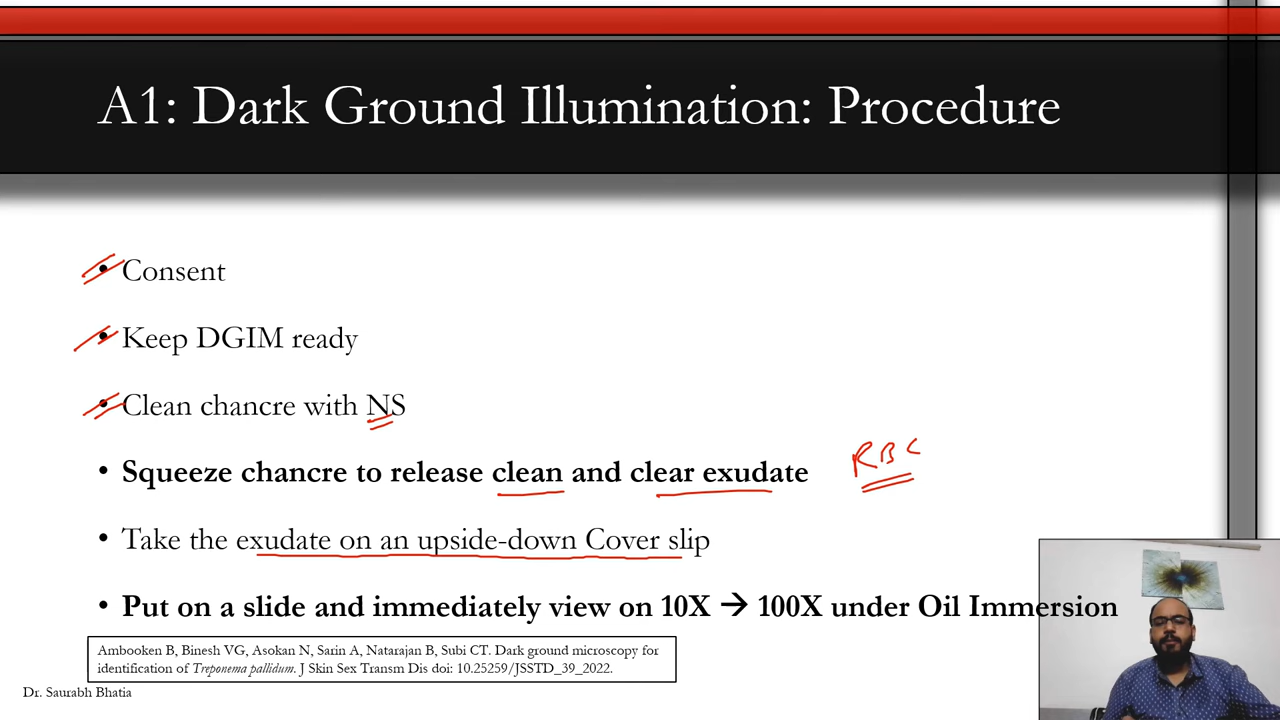 A1: Dark Ground Illumination: Procedure
• Consent
• Keep DGIM ready
• Clean chancre with NS
• Squeeze chancre to release clean and clear exudate
RBC
• Take the exudate on an upside-down Cover slip
• Put on a slide and immediately view on 10X → 100X under Oil Immersion
Ambooken B, Binesh VG, Asokan N, Sarin A, Natarajan B, Subi CT. Dark ground microscopy for
identification of Treponema pallidum. J Skin Sex Transm Dis doi: 10.25259/JSSTD_39_2022.
Dr. Saurabh Bhatia